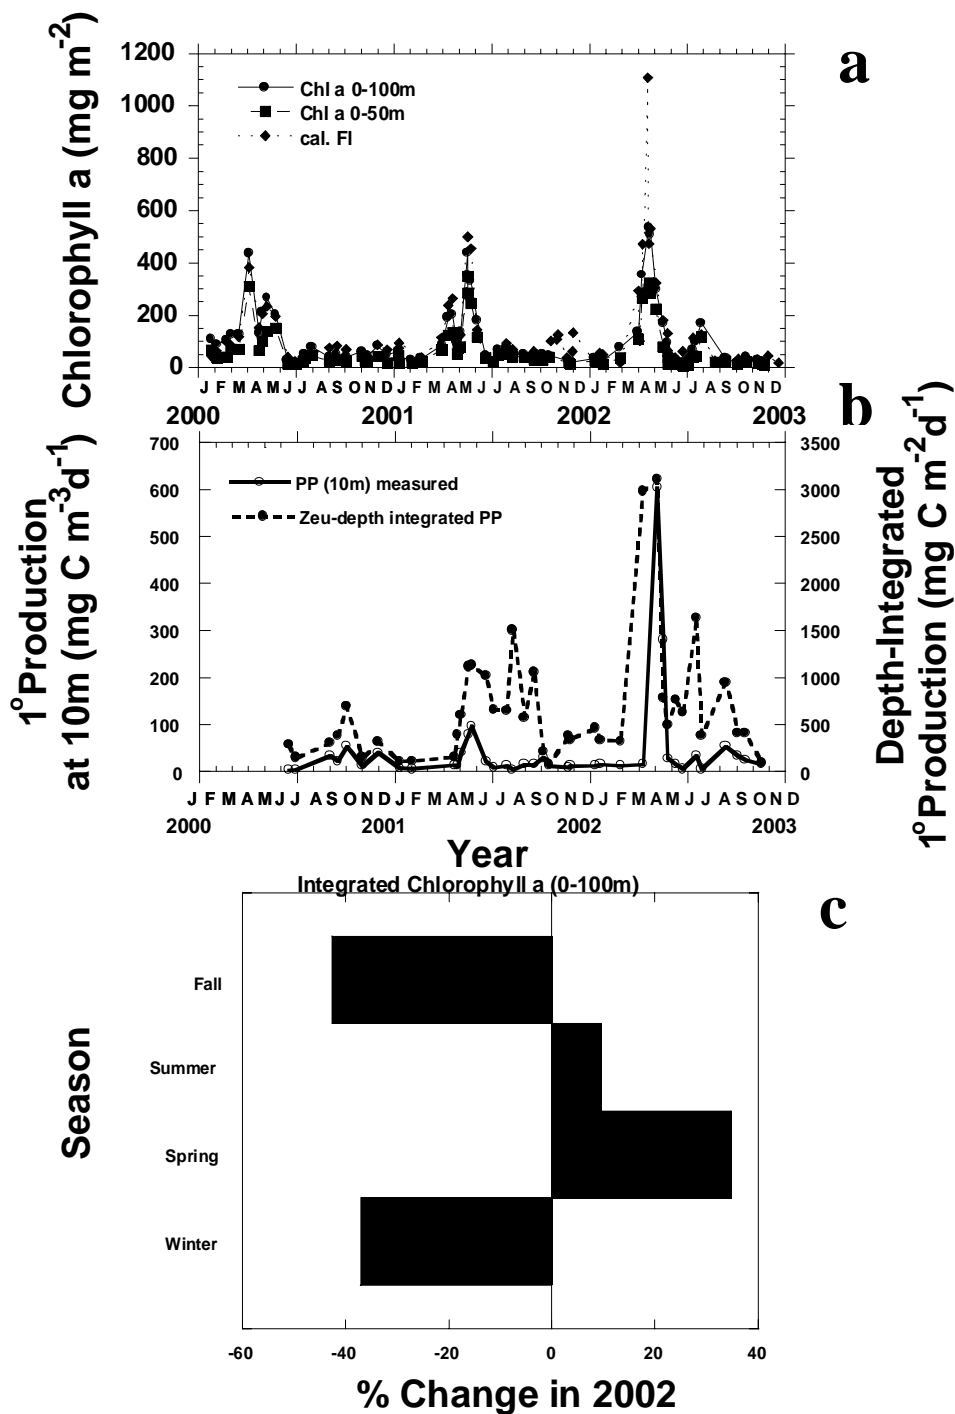 a
Chlorophyll a (mg m-2)
1200
1000
800
600
400
200
0
Chl a 0-100m
Chl a 0-50m
cal. Fl
J F M A M J J A S O N D J F M A M J J A S O N D J F M A M J J A S O N D
2000 2001 2002 2003
b
1o Production
at 10m (mg C m-3d-1)
700
600
500
400
300
200
100
0
PP (10m) measured
Zeu-depth integrated PP
3500
3000
2500
2000
1500
1000
500
0
Depth-Integrated
1o Production (mg C m-2d-1)
J F M A M J J A S O N D J F M A M J J A S O N D J F M A M J J A S O N D
2000 2001 2002 2003
Year
Integrated Chlorophyll a (0-100m)
c
Season
Fall
Summer
Spring
Winter
-60 -40 -20 0 20 40
% Change in 2002